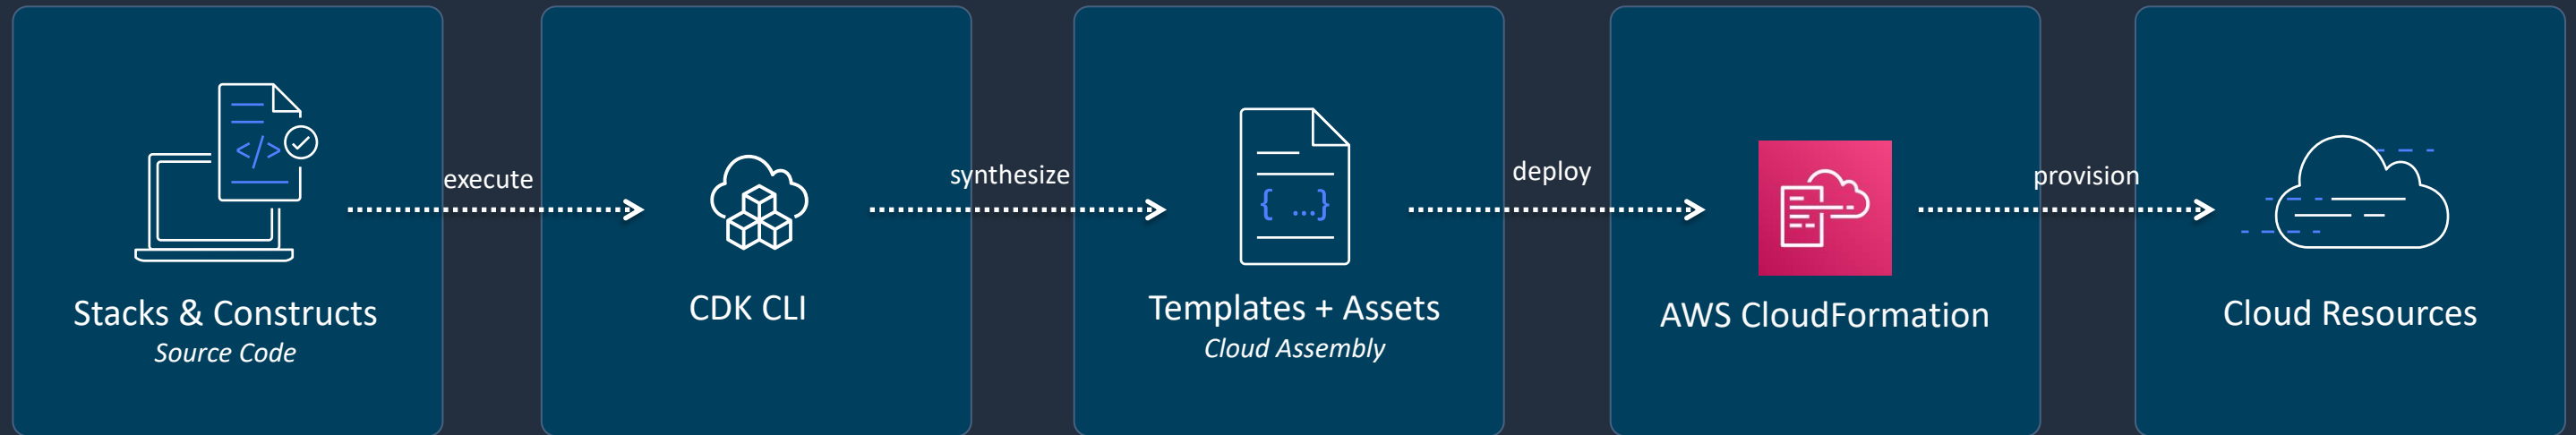 Stacks & Constructs
Source Code
execute
CDK CLI
synthesize
</>
{ ...}
Templates + Assets
Cloud Assembly
deploy
AWS CloudFormation
provision
Cloud Resources